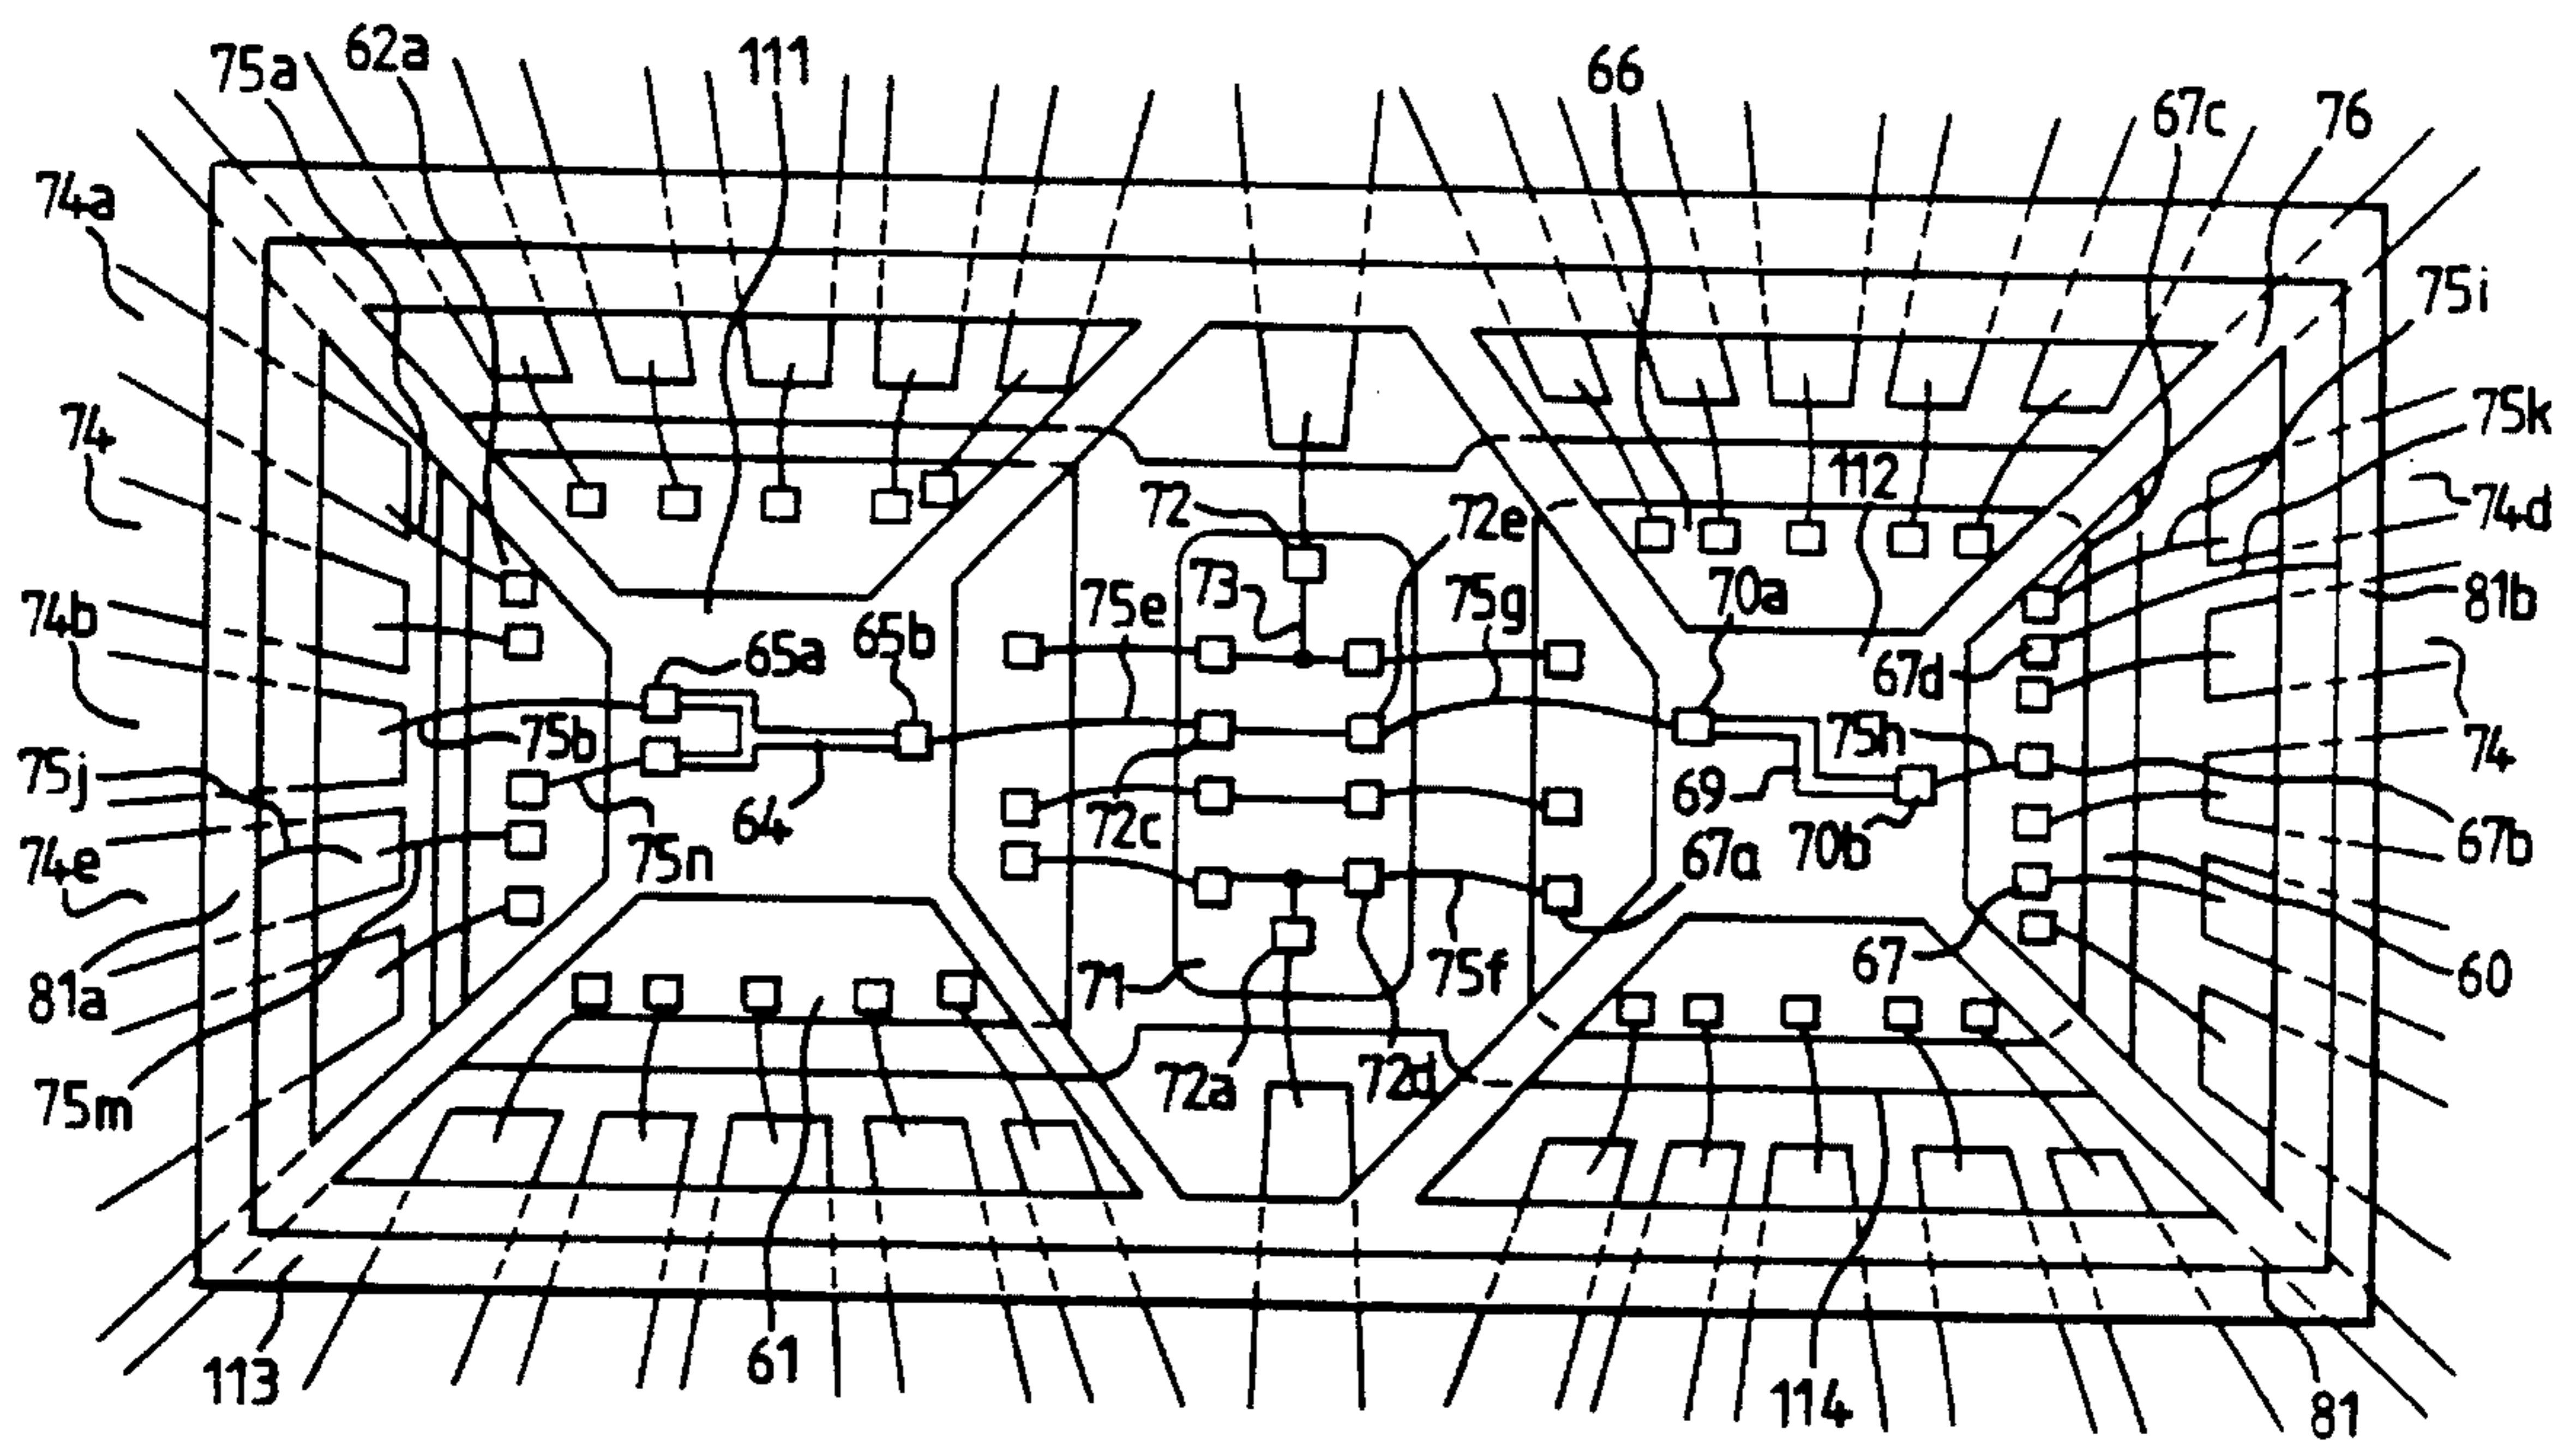 75a
62a
111
66
67c
76
74a
75i
75k
74
72
72e
112
74d
73
75e
75g
70a
81b
74b
65a
65b
67d
75b
75h
74
75j
64
72c
69
70b
67b
74e
75n
67a
81a
71
75f
67
60
75m
72a
72d
113
61
114
81